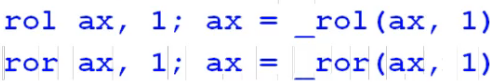 rol ax, 1; ax = _rol(ax, 1)
ror ax, 1; ax = _ror(ax, 1)